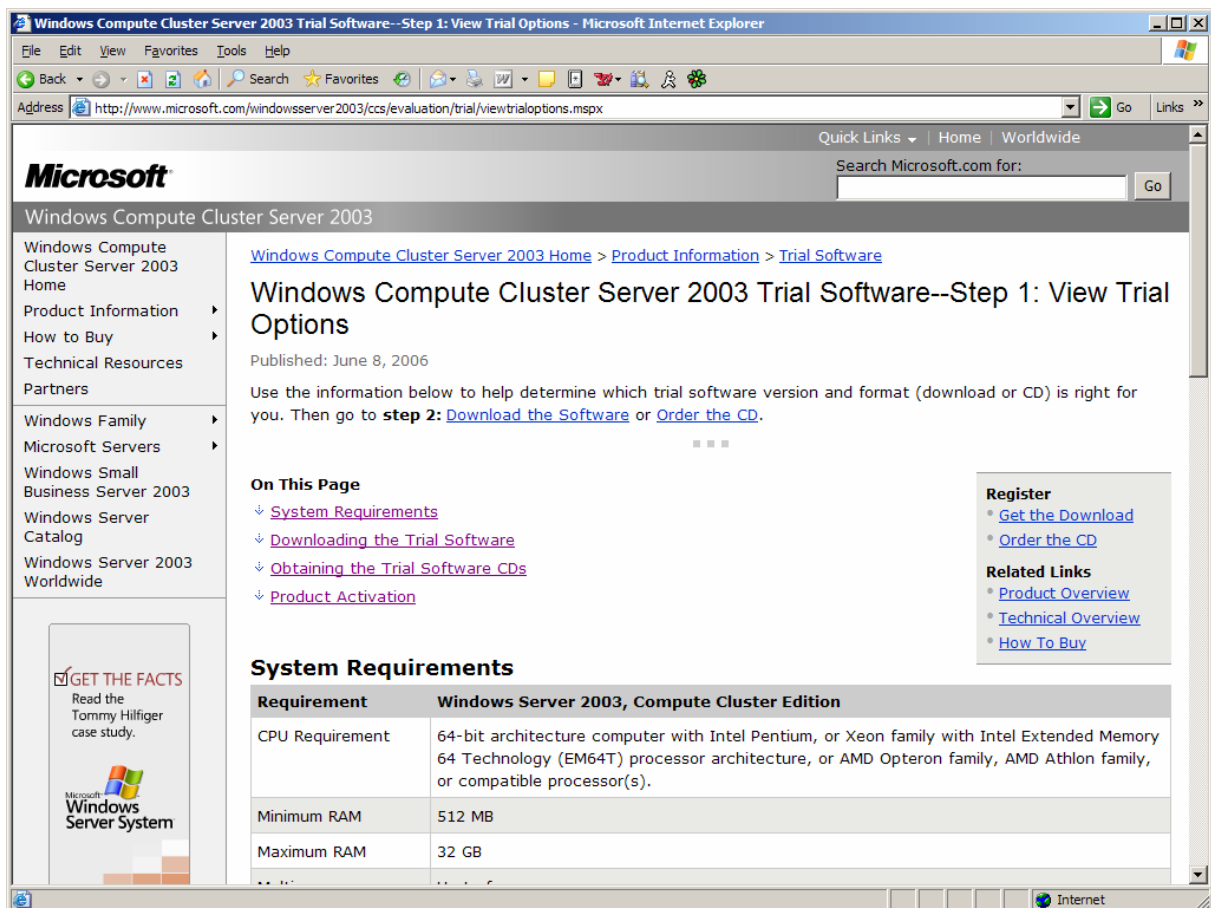 Windows Compute Cluster Server 2003 Trial Software--Step 1: View Trial Options - Microsoft Internet Explorer
File Edit View Favorites Tools Help
Back Search Favorites
Address http://www.microsoft.com/windowsserver2003/ccs/evaluation/trial/viewtrialoptions.mspx Go Links »
Quick Links | Home | Worldwide
Microsoft
Search Microsoft.com for:
Go
Windows Compute Cluster Server 2003
Windows Compute
Cluster Server 2003
Home
Product Information
How to Buy
Technical Resources
Partners
Windows Family
Microsoft Servers
Windows Small
Business Server 2003
Windows Server
Catalog
Windows Server 2003
Worldwide
GET THE FACTS
Read the
Tommy Hilfiger
case study.
Microsoft
Windows
Server System
Windows Compute Cluster Server 2003 Home > Product Information > Trial Software
Windows Compute Cluster Server 2003 Trial Software--Step 1: View Trial
Options
Published: June 8, 2006
Use the information below to help determine which trial software version and format (download or CD) is right for
you. Then go to step 2: Download the Software or Order the CD.
On This Page
System Requirements
Downloading the Trial Software
Obtaining the Trial Software CDs
Product Activation
Register
Get the Download
Order the CD
Related Links
Product Overview
Technical Overview
How To Buy
System Requirements
Requirement Windows Server 2003, Compute Cluster Edition
CPU Requirement 64-bit architecture computer with Intel Pentium, or Xeon family with Intel Extended Memory
64 Technology (EM64T) processor architecture, or AMD Opteron family, AMD Athlon family,
or compatible processor(s).
Minimum RAM 512 MB
Maximum RAM 32 GB
Internet